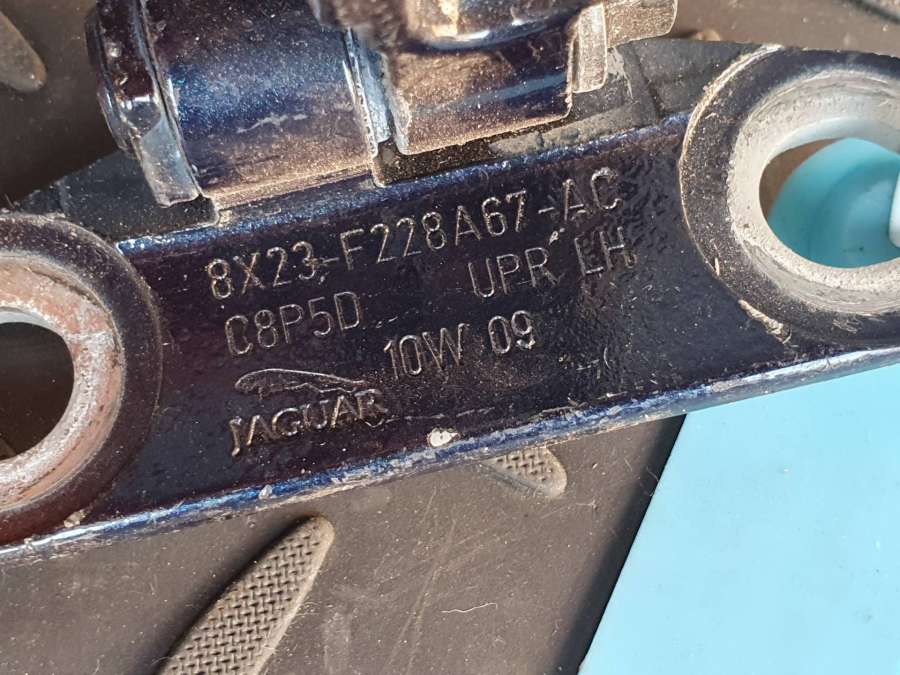 8X23-F228A67-AC
C8P5D UPR LH
10W 09
JAGUAR